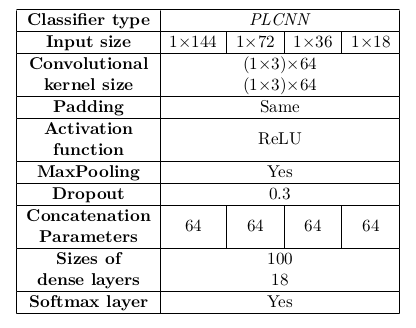 Classifier type PLCNN
Input size 1×144 1×72 1×36 1×18
Convolutional (1×3)×64
kernel size (1×3)×64
Padding Same
Activation
function ReLU
MaxPooling Yes
Dropout 0.3
Concatenation
Parameters 64 64 64 64
Sizes of 100
dense layers 18
Softmax layer Yes